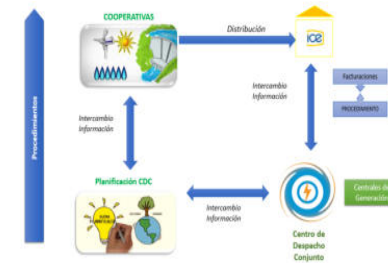 COOPERATIVAS
Distribución
ice
Procedimientos
Intercambio
Información
Intercambio
Información
Facturaciones
PROCEDIMIENTO
Planificación CDC
Intercambio
Información
Centrales de
Generación
Centro de
Despacho
Conjunto